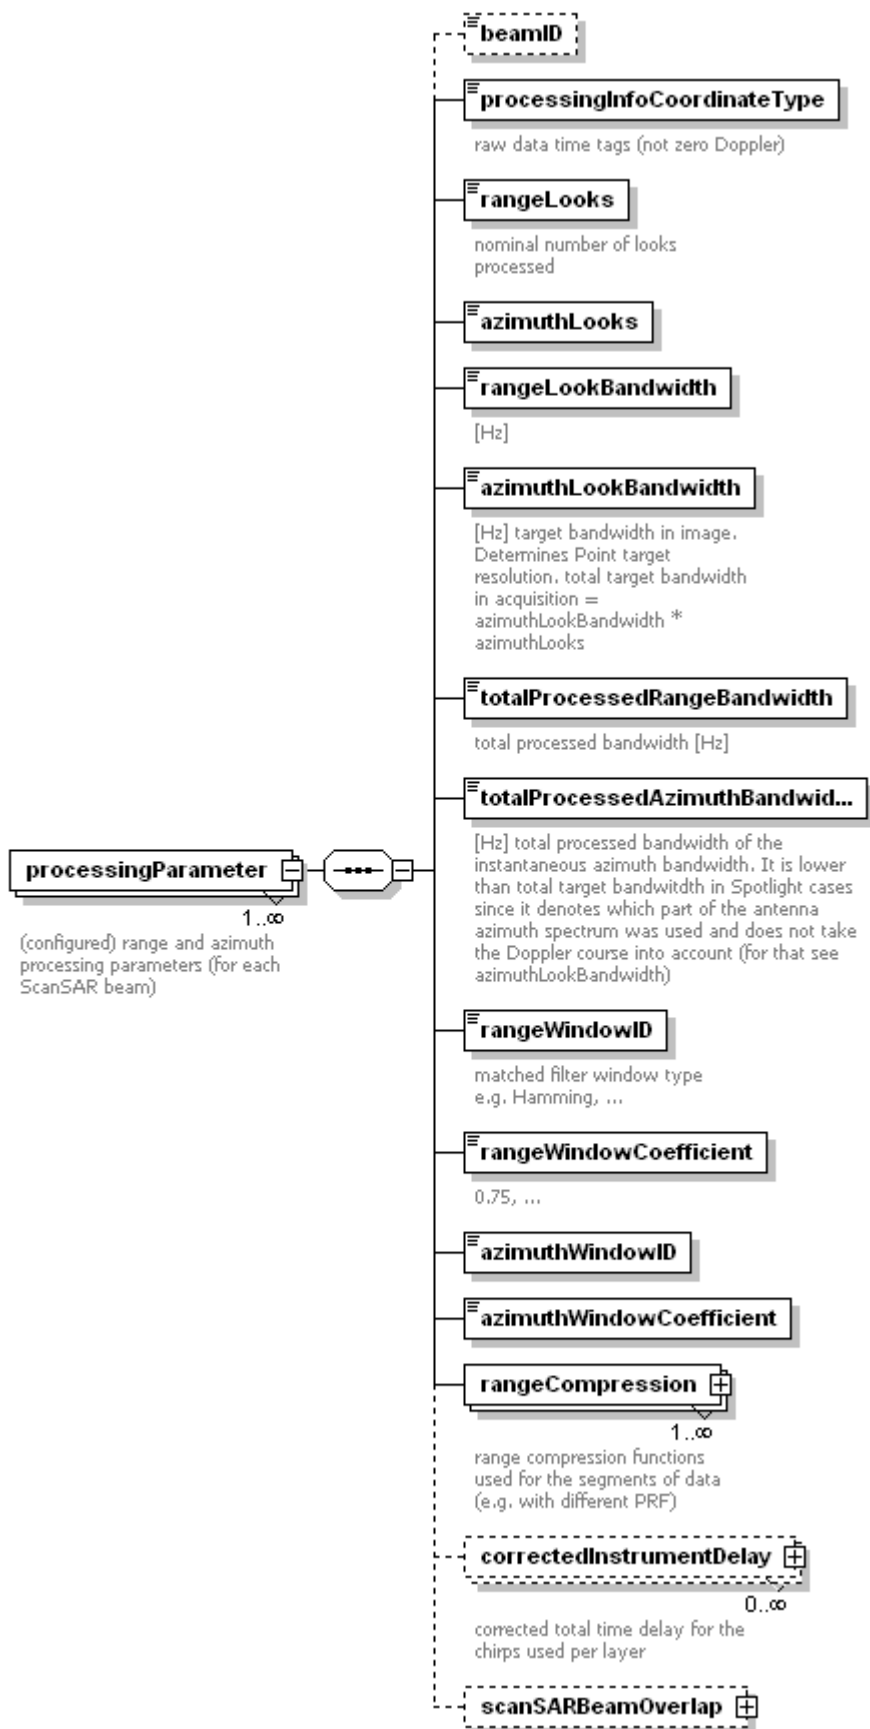 beamID
processingInfoCoordinateType
raw data time tags (not zero Doppler)
rangeLooks
nominal number of looks
processed
azimuthLooks
rangeLookBandwidth
[Hz]
azimuthLookBandwidth
[Hz] target bandwidth in image.
Determines Point target
resolution. total target bandwidth
in acquisition =
azimuthLookBandwidth *
azimuthLooks
totalProcessedRangeBandwidth
total processed bandwidth [Hz]
totalProcessedAzimuthBandwid...
[Hz] total processed bandwidth of the
instantaneous azimuth bandwidth. It is lower
than total target bandwitdth in Spotlight cases
since it denotes which part of the antenna
azimuth spectrum was used and does not take
the Doppler course into account (for that see
azimuthLookBandwidth)
processingParameter
1..∞
(configured) range and azimuth
processing parameters (for each
ScanSAR beam)
rangeWindowID
matched filter window type
e.g. Hamming, ...
rangeWindowCoefficient
0.75, ...
azimuthWindowID
azimuthWindowCoefficient
rangeCompression
1..∞
range compression functions
used for the segments of data
(e.g. with different PRF)
correctedInstrumentDelay
0..∞
corrected total time delay for the
chirps used per layer
scanSARBeamOverlap